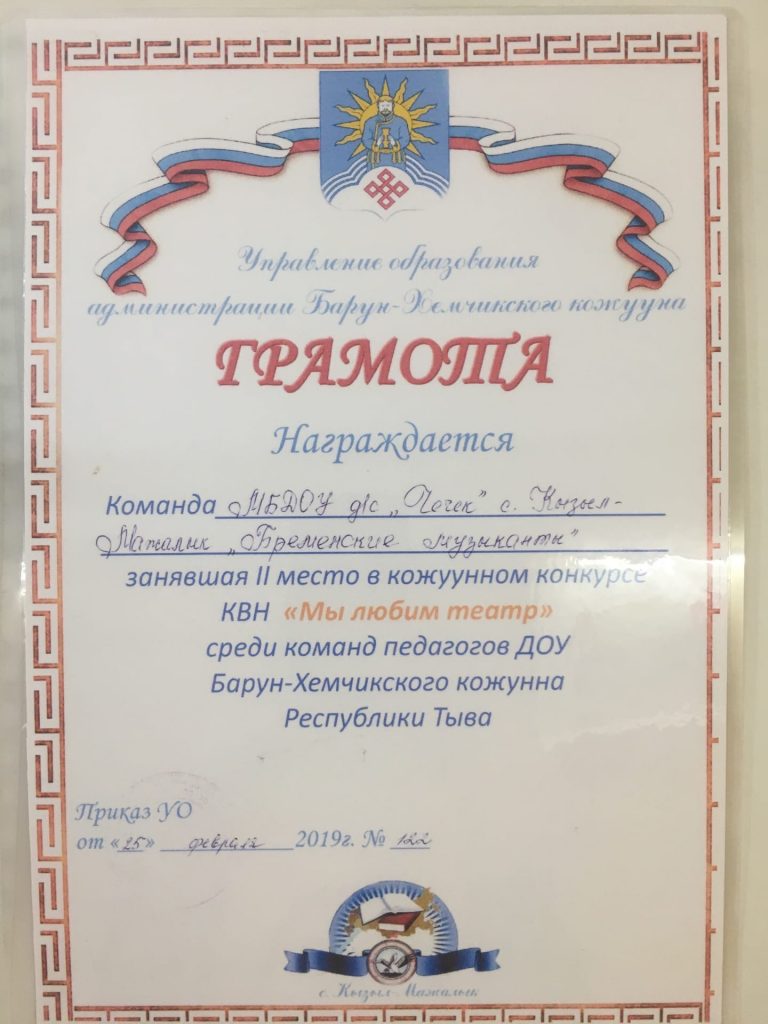 Управление образования
администрации Барун-Хемчикского кожууна
ГРАМОТА
Награждается
Команда МБДОУ д/с „Чечек" с. Кызыл-
Мажалык „Бременские музыканты"
занявшая II место в кожуунном конкурсе
КВН «Мы любим театр»
среди команд педагогов ДОУ
Барун-Хемчикского кожунна
Республики Тыва
Приказ УО
от «25» февраля 2019г. № 122
с. Кызыл-Мажалык